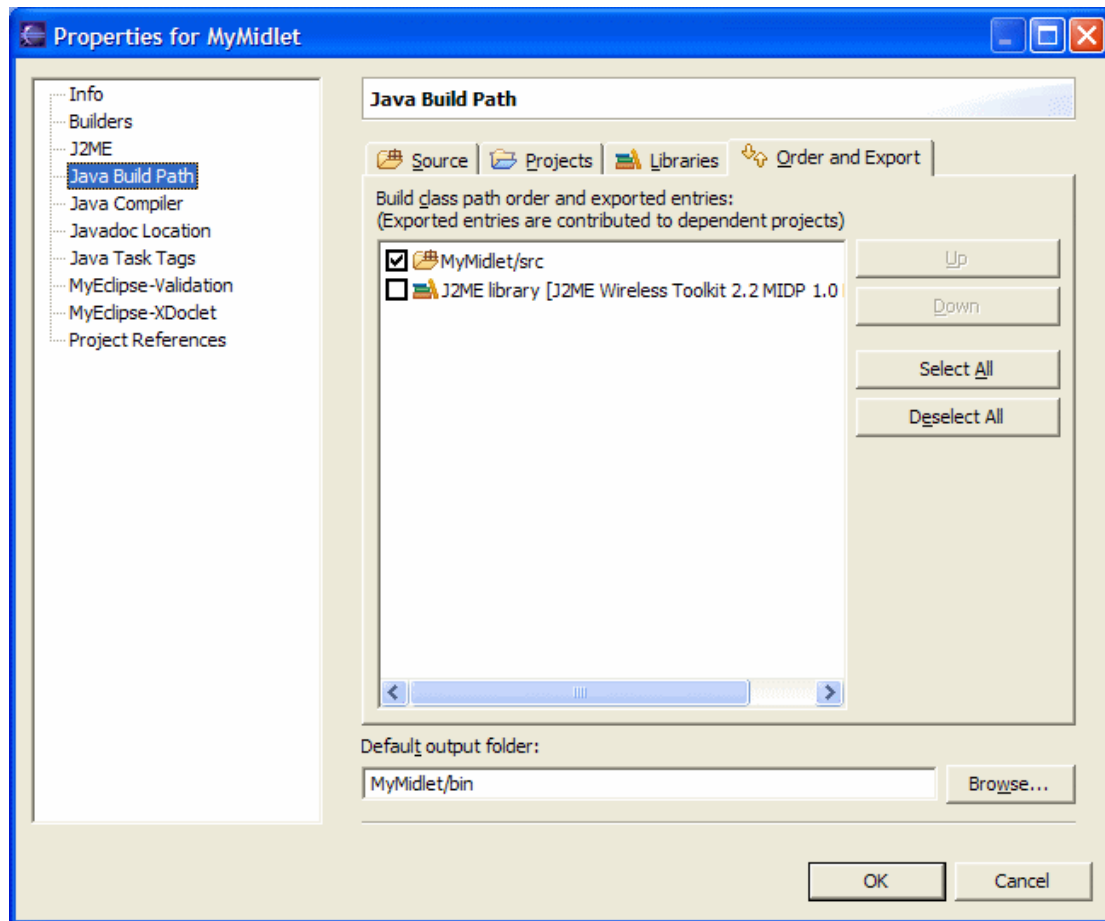 Properties for MyMidlet
Info
Builders
J2ME
Java Build Path
Java Compiler
Javadoc Location
Java Task Tags
MyEclipse-Validation
MyEclipse-XDoclet
Project References
Java Build Path
Source Projects Libraries Order and Export
Build class path order and exported entries:
(Exported entries are contributed to dependent projects)
MyMidlet/src
J2ME library [J2ME Wireless Toolkit 2.2 MIDP 1.0
Up
Down
Select All
Deselect All
Default output folder:
MyMidlet/bin
Browse...
OK Cancel